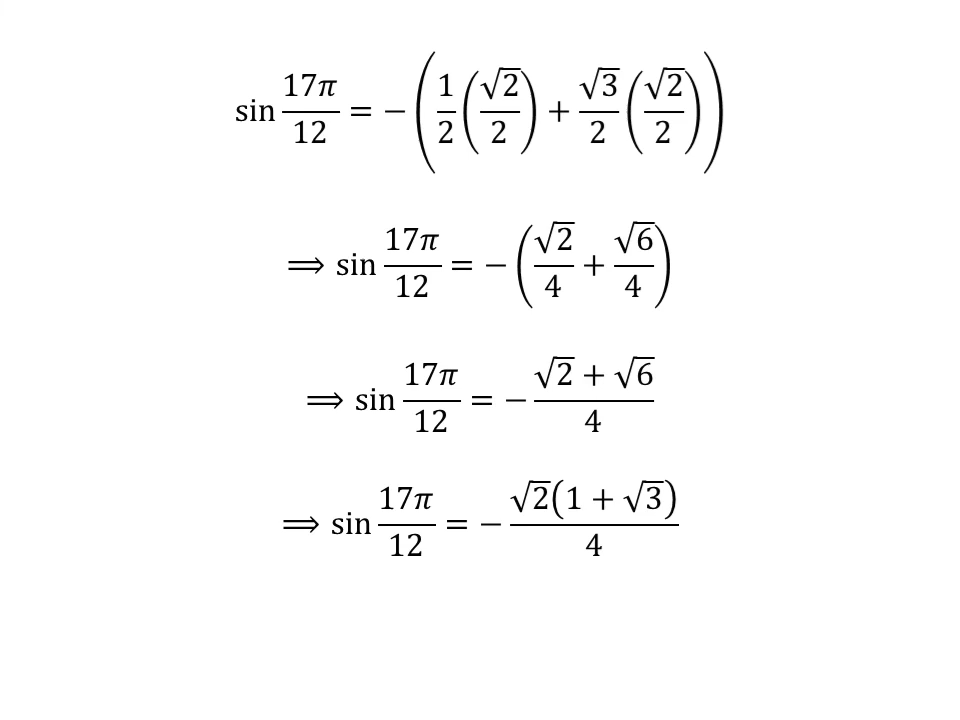 sin 17π/12 = −(1/2(√2/2) + √3/2(√2/2))
⟹ sin 17π/12 = −(√2/4 + √6/4)
⟹ sin 17π/12 = −(√2 + √6)/4
⟹ sin 17π/12 = −√2(1 + √3)/4